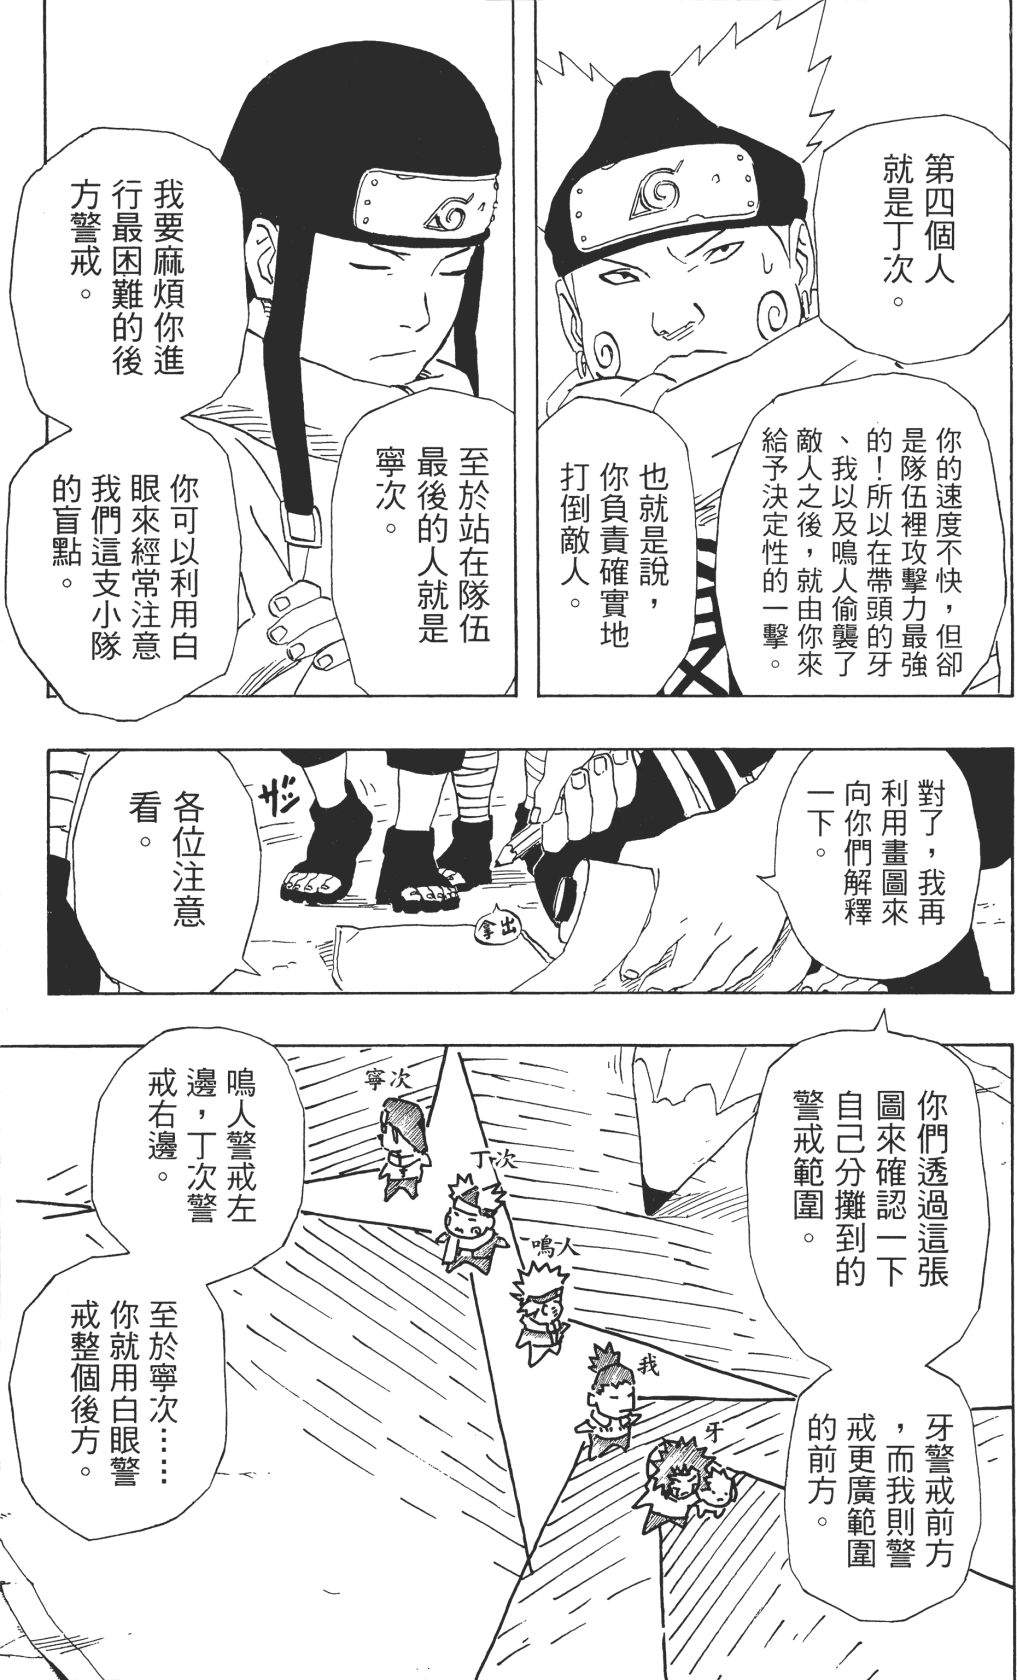 第四個人
就是丁次。
你的速度不快，但卻
是隊伍裡攻擊力最強
的！所以在帶頭的牙
、我以及鳴人偷襲了
敵人之後，就由你來
給予決定性的一擊。
也就是說，
你負責確實地
打倒敵人。
至於站在隊伍
最後的人就是
寧次。
我要麻煩你進
行最困難的後
方警戒。
你可以利用白
眼來經常注意
我們這支小隊
的盲點。
對了，我再
利用畫圖來
向你們解釋
一下。
拿出
ザッ
各位注意
看。
你們透過這張
圖來確認一下
自己分攤到的
警戒範圍。
牙警戒前方
，而我則警
戒更廣範圍
的前方。
寧次
丁次
鳴人
我
牙
鳴人警戒左
邊，丁次警
戒右邊。
至於寧次……
你就用白眼警
戒整個後方。